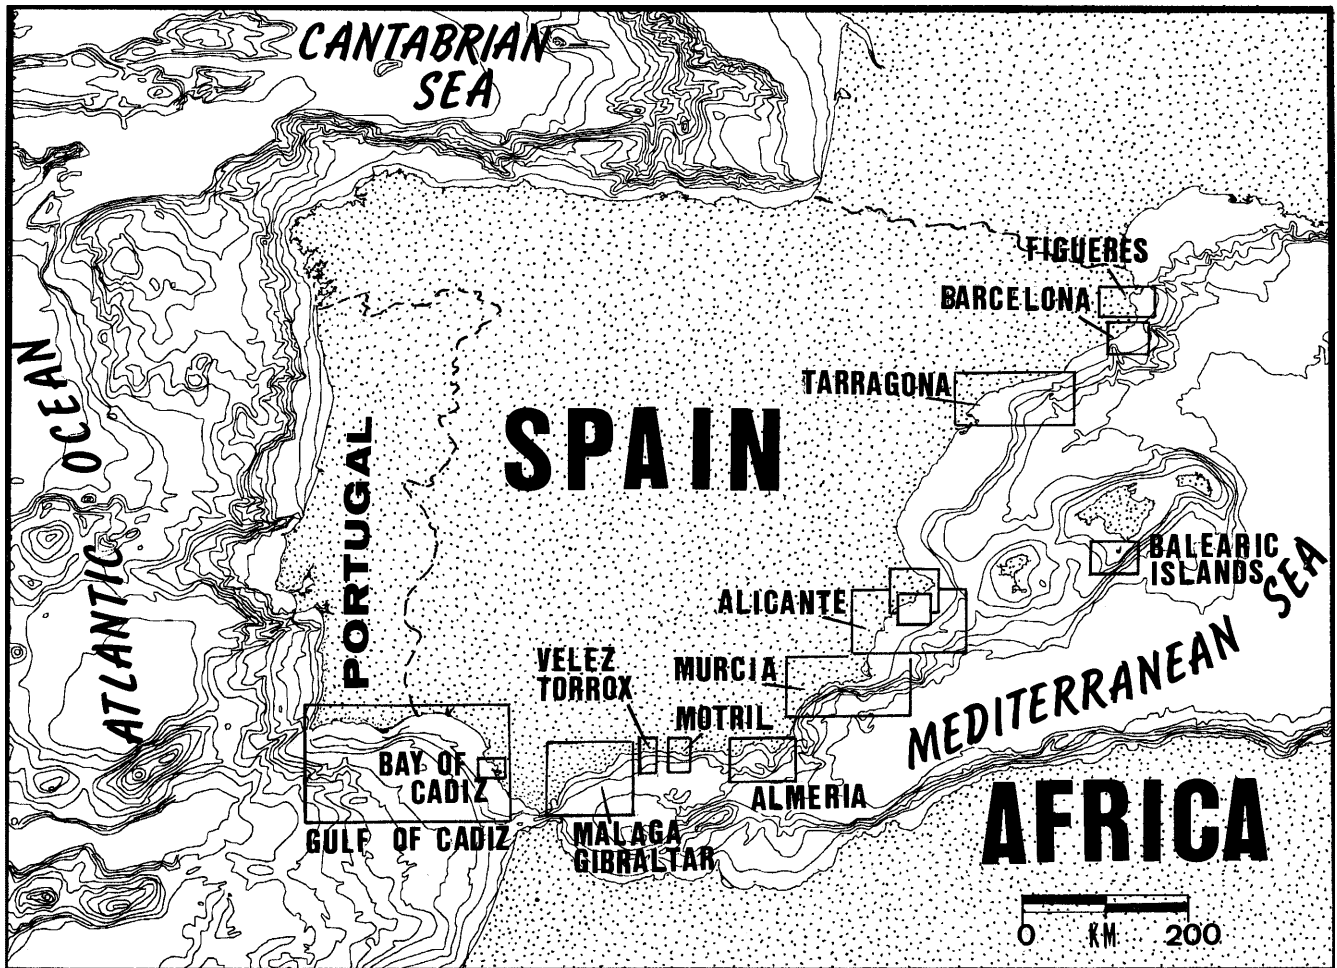 CANTABRIAN
SEA
FIGUERES
BARCELONA
TARRAGONA
ATLANTIC OCEAN
SPAIN
PORTUGAL
BALEARIC
ISLANDS
ALICANTE
MEDITERRANEAN SEA
VELEZ
TORROX
MURCIA
MOTRIL
BAY OF
CADIZ
ALMERIA
GULF OF CADIZ
MALAGA
GIBRALTAR
AFRICA
0 KM 200